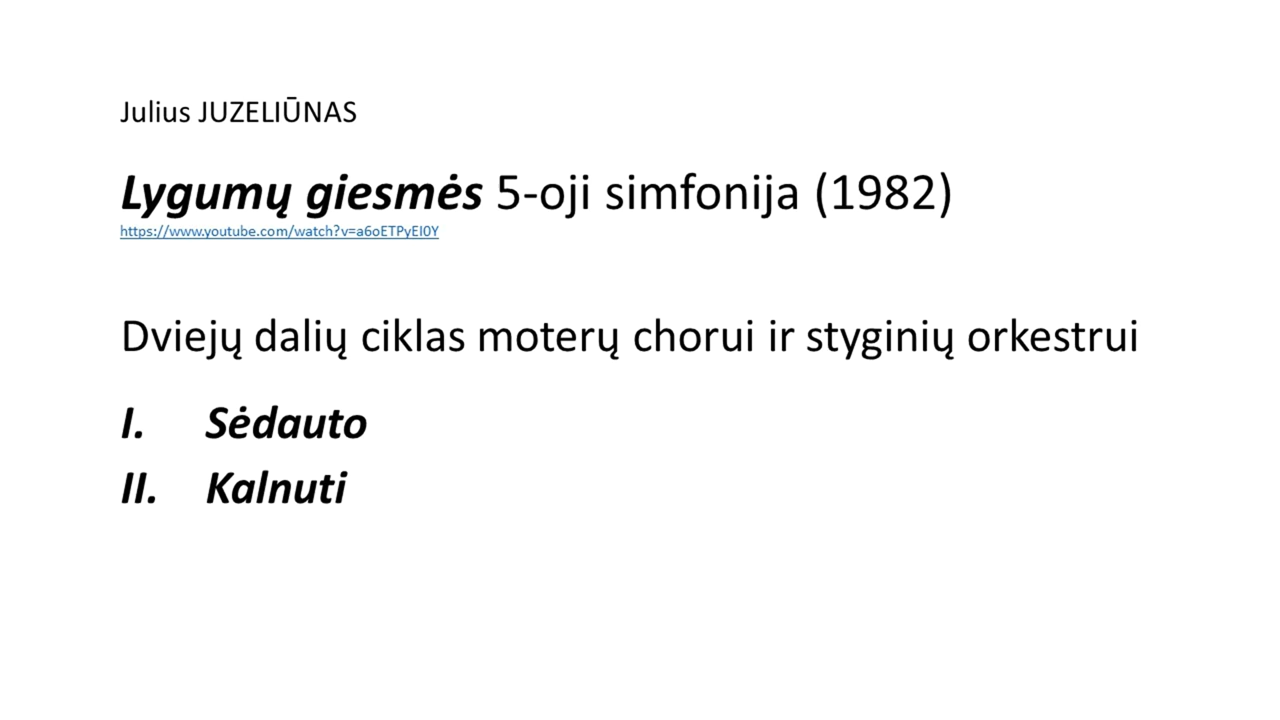 Julius JUZELIŪNAS
Lygumų giesmės 5-oji simfonija (1982)
https://www.youtube.com/watch?v=a6oETPyEI0Y
Dviejų dalių ciklas moterų chorui ir styginių orkestrui
I. Sėdauto
II. Kalnuti